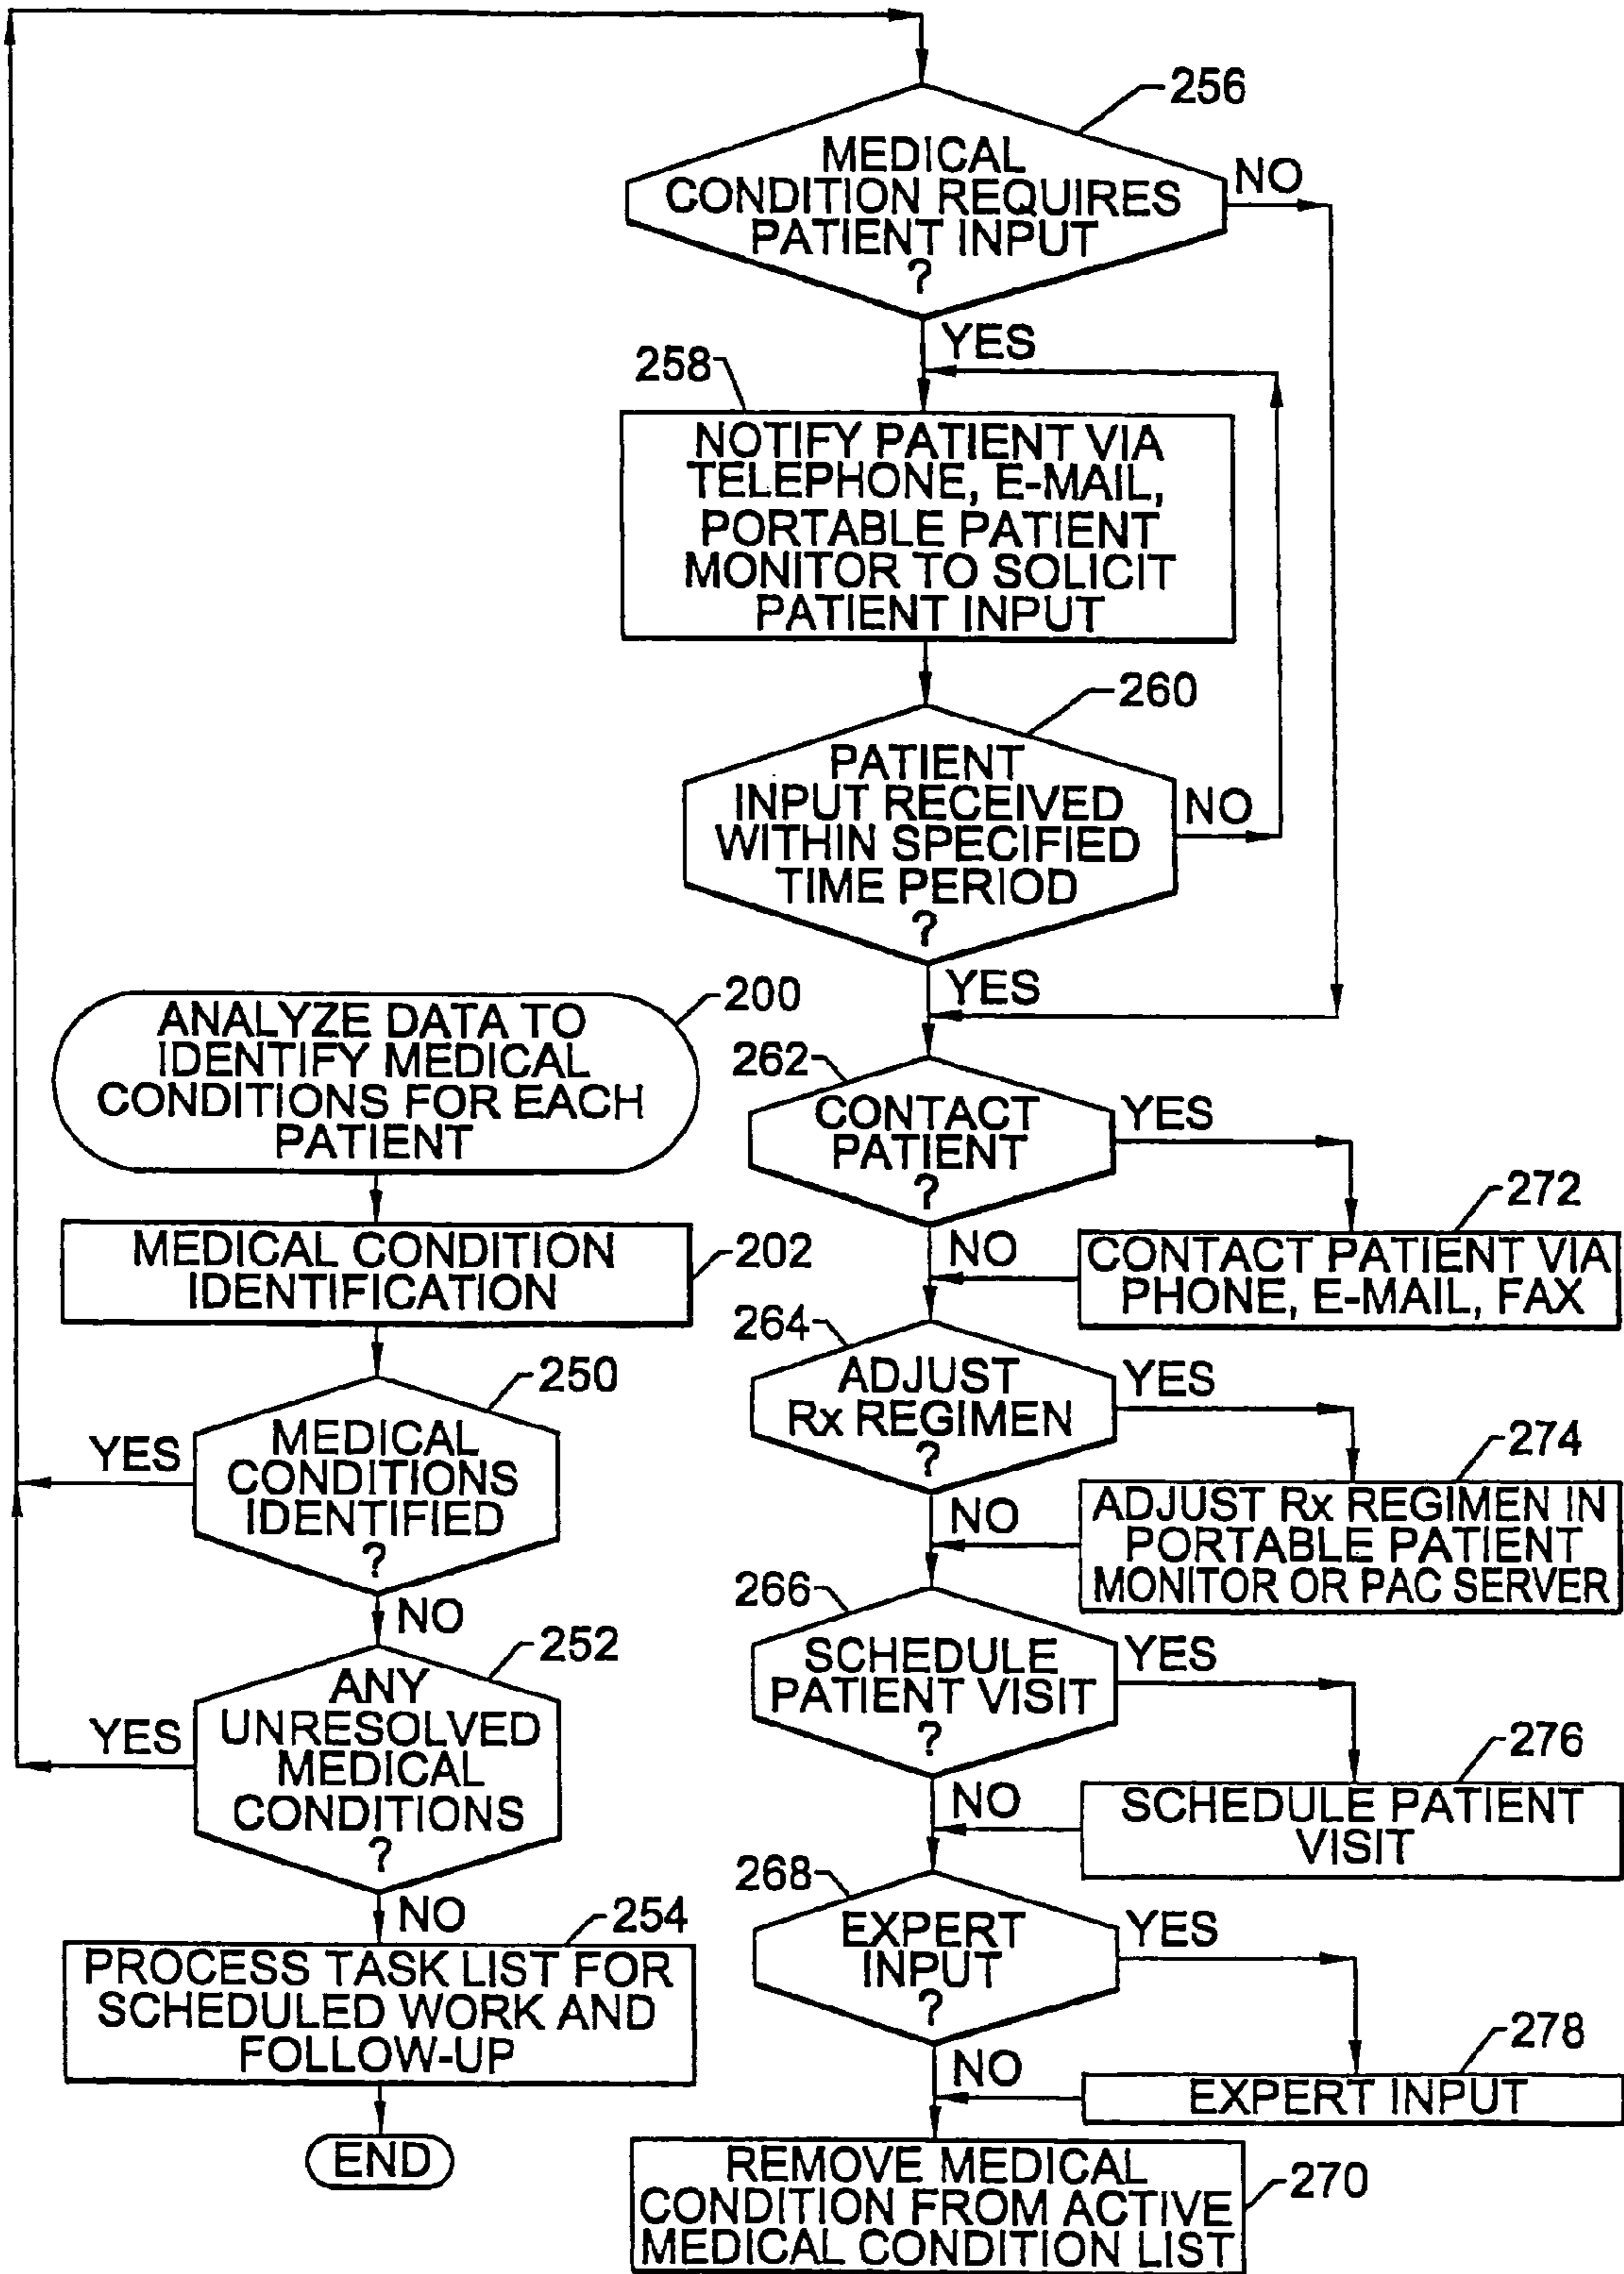 256
MEDICAL
CONDITION REQUIRES
PATIENT INPUT
?
NO
YES
258
NOTIFY PATIENT VIA
TELEPHONE, E-MAIL,
PORTABLE PATIENT
MONITOR TO SOLICIT
PATIENT INPUT
260
PATIENT
INPUT RECEIVED
WITHIN SPECIFIED
TIME PERIOD
?
NO
YES
200
ANALYZE DATA TO
IDENTIFY MEDICAL
CONDITIONS FOR EACH
PATIENT
202
MEDICAL CONDITION
IDENTIFICATION
250
MEDICAL
CONDITIONS
IDENTIFIED
?
YES
NO
252
ANY
UNRESOLVED
MEDICAL
CONDITIONS
?
YES
NO
254
PROCESS TASK LIST FOR
SCHEDULED WORK AND
FOLLOW-UP
END
262
CONTACT
PATIENT
?
YES
NO
272
CONTACT PATIENT VIA
PHONE, E-MAIL, FAX
264
ADJUST
Rx REGIMEN
?
YES
NO
274
ADJUST Rx REGIMEN IN
PORTABLE PATIENT
MONITOR OR PAC SERVER
266
SCHEDULE
PATIENT VISIT
?
YES
NO
276
SCHEDULE PATIENT
VISIT
268
EXPERT
INPUT
?
YES
NO
278
EXPERT INPUT
REMOVE MEDICAL
CONDITION FROM ACTIVE
MEDICAL CONDITION LIST
270